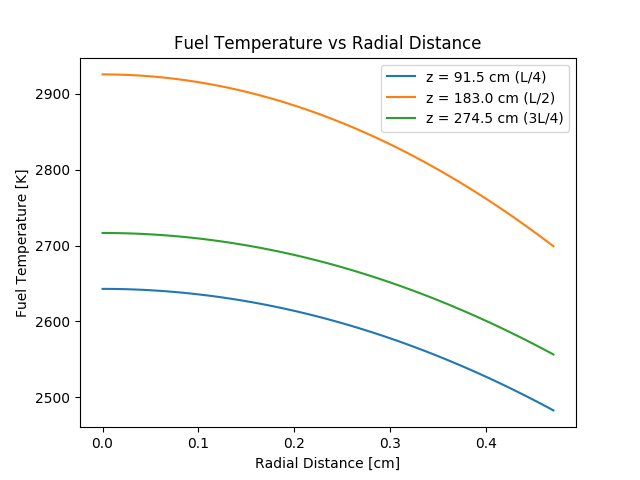 Fuel Temperature vs Radial Distance
z = 91.5 cm (L/4)
z = 183.0 cm (L/2)
z = 274.5 cm (3L/4)
Fuel Temperature [K]
2900
2800
2700
2600
2500
0.0 0.1 0.2 0.3 0.4
Radial Distance [cm]